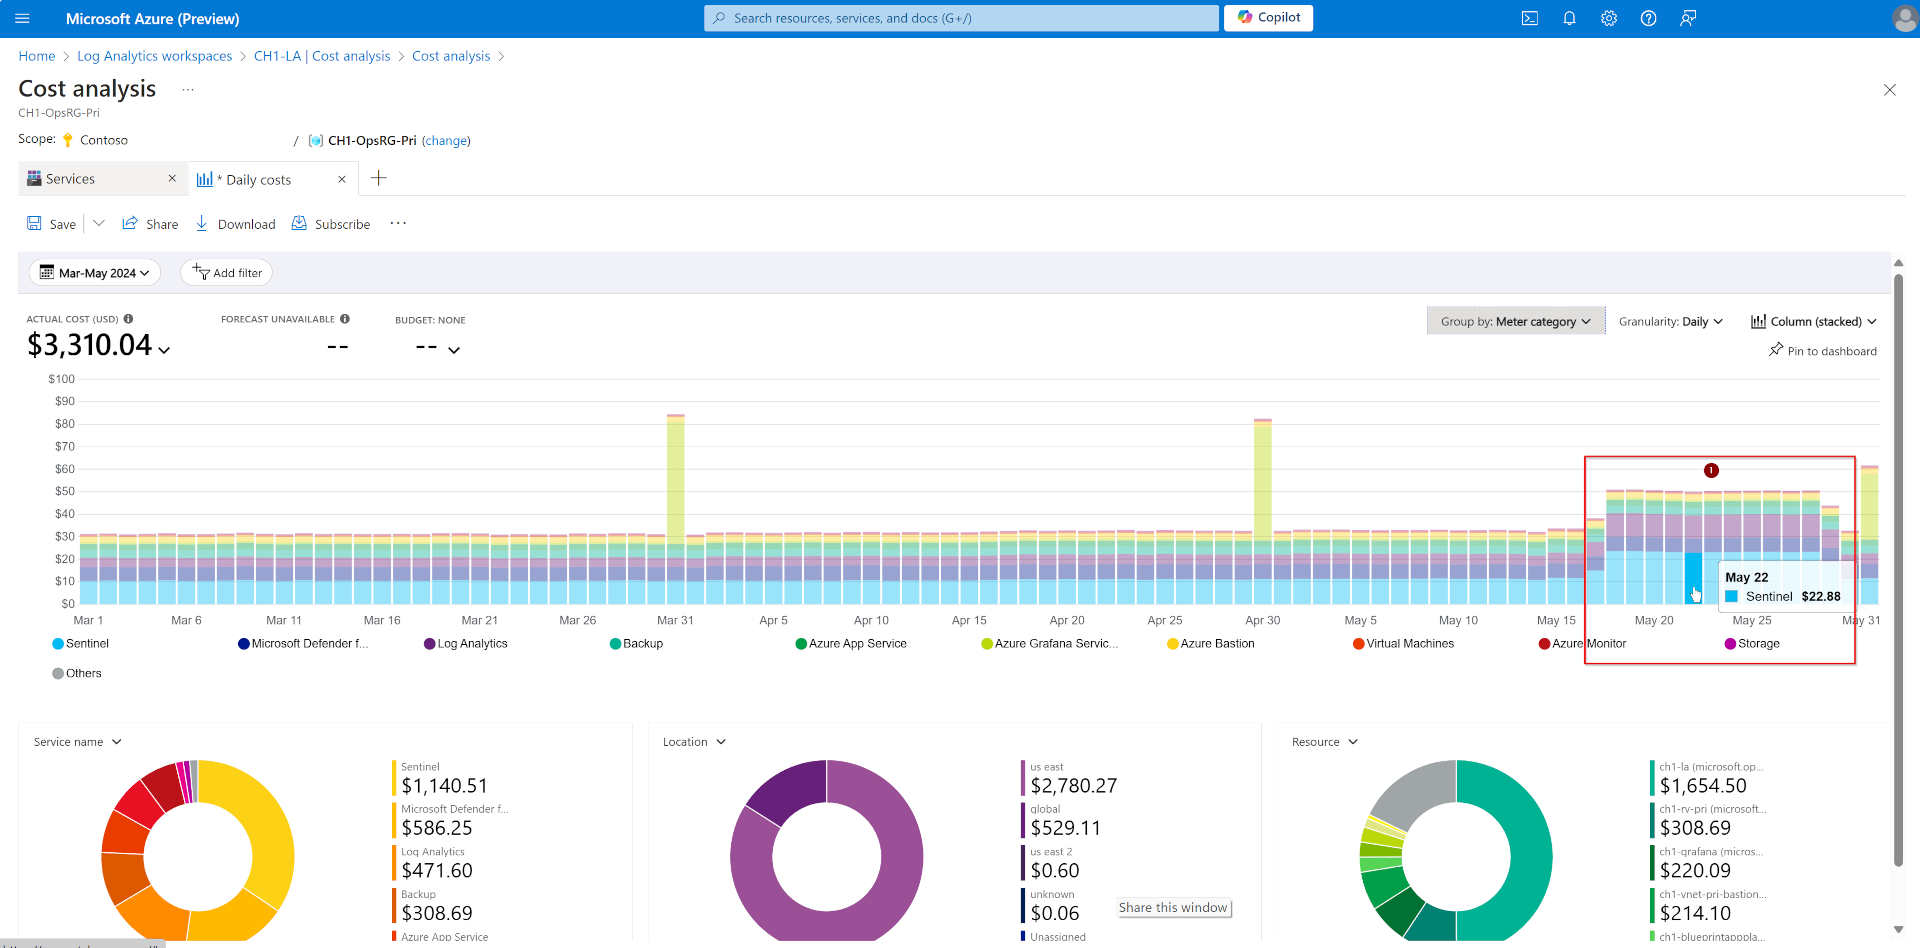 Microsoft Azure (Preview)
Search resources, services, and docs (G+/)
Copilot
Home > Log Analytics workspaces > CH1-LA | Cost analysis > Cost analysis >
Cost analysis ...
CH1-OpsRG-Pri
Scope: Contoso / CH1-OpsRG-Pri (change)
Services
* Daily costs
Save
Share
Download
Subscribe
...
Mar-May 2024
Add filter
ACTUAL COST (USD)
$3,310.04
FORECAST UNAVAILABLE
--
BUDGET: NONE
--
Group by: Meter category
Granularity: Daily
Column (stacked)
Pin to dashboard
$100
$90
$80
$70
$60
$50
$40
$30
$20
$10
$0
1
May 22
Sentinel $22.88
Mar 1 Mar 6 Mar 11 Mar 16 Mar 21 Mar 26 Mar 31 Apr 5 Apr 10 Apr 15 Apr 20 Apr 25 Apr 30 May 5 May 10 May 15 May 20 May 25 May 31
Sentinel
Microsoft Defender f...
Log Analytics
Backup
Azure App Service
Azure Grafana Servic...
Azure Bastion
Virtual Machines
Azure Monitor
Storage
Others
Service name
Sentinel
$1,140.51
Microsoft Defender f...
$586.25
Log Analytics
$471.60
Backup
$308.69
Azure App Service
Location
us east
$2,780.27
global
$529.11
us east 2
$0.60
unknown
$0.06
Unassigned
Share this window
Resource
ch1-la (microsoft.op...
$1,654.50
ch1-rv-pri (microsoft...
$308.69
ch1-grafana (micros...
$220.09
ch1-vnet-pri-bastion...
$214.10
ch1-blueprintapppla...